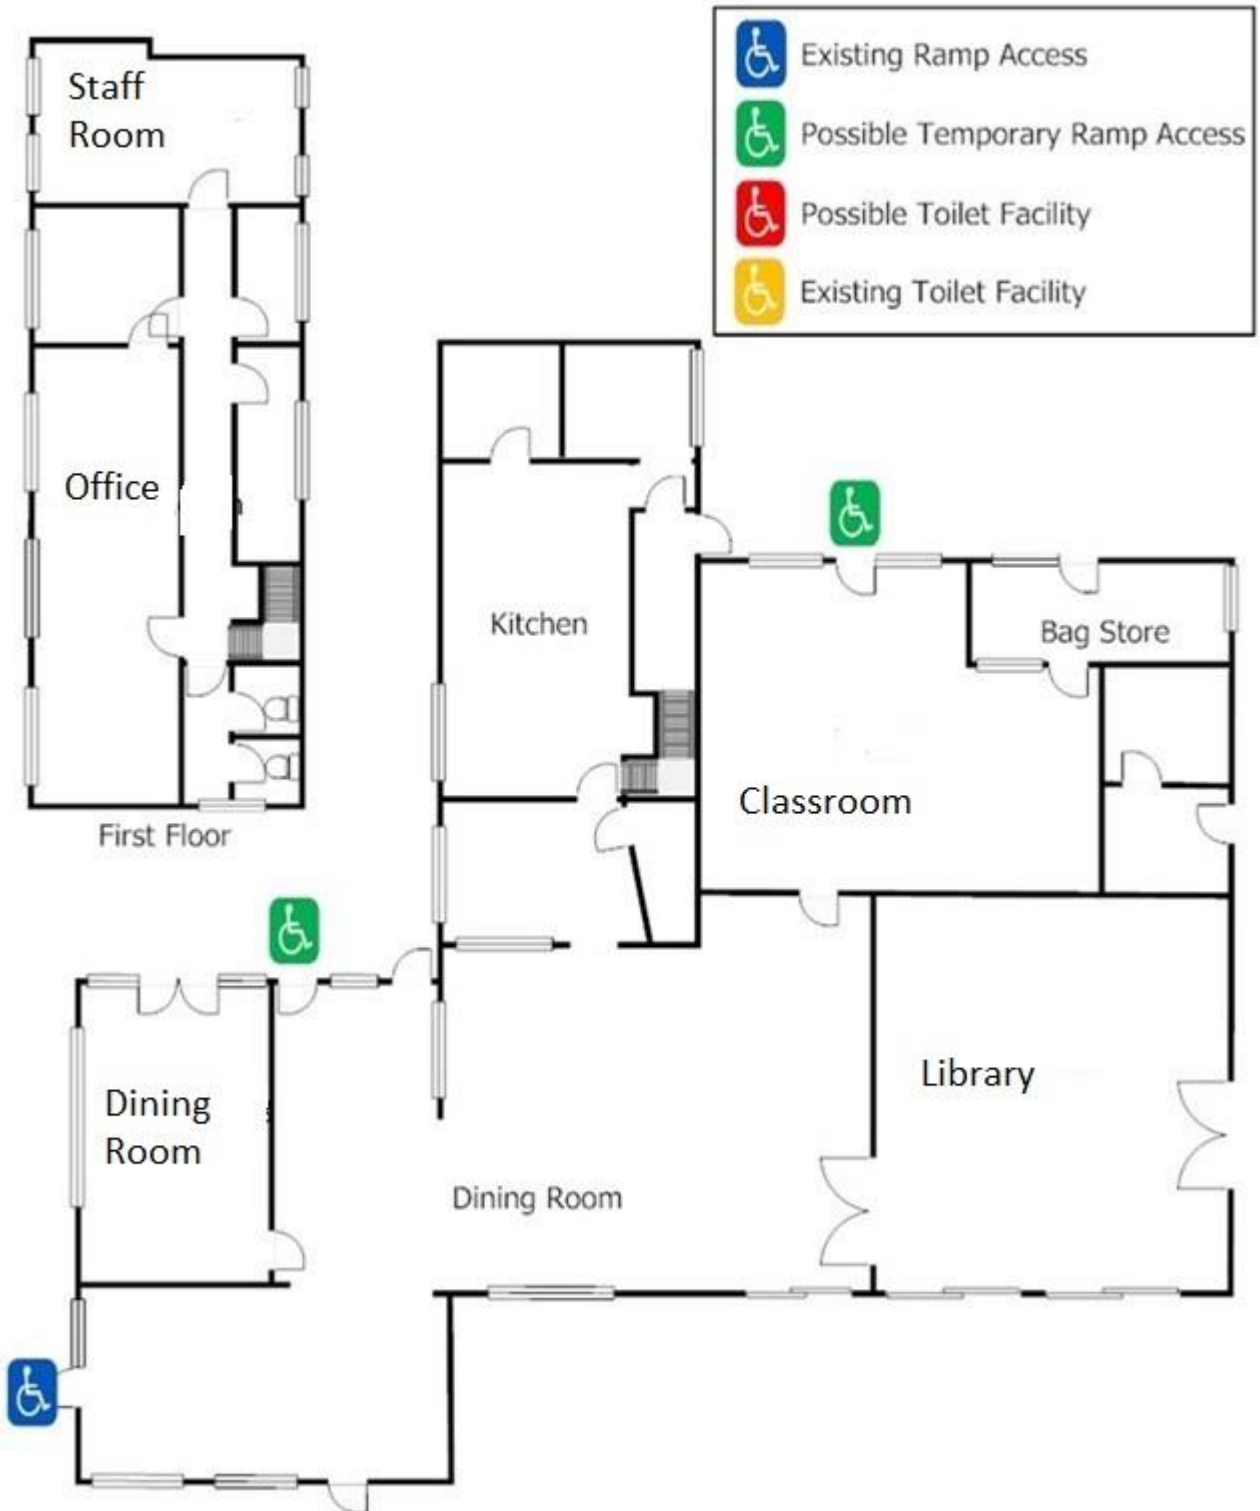 Staff
Room
Existing Ramp Access
Possible Temporary Ramp Access
Possible Toilet Facility
Existing Toilet Facility
Office
Kitchen
Bag Store
Classroom
First Floor
Library
Dining
Room
Dining Room